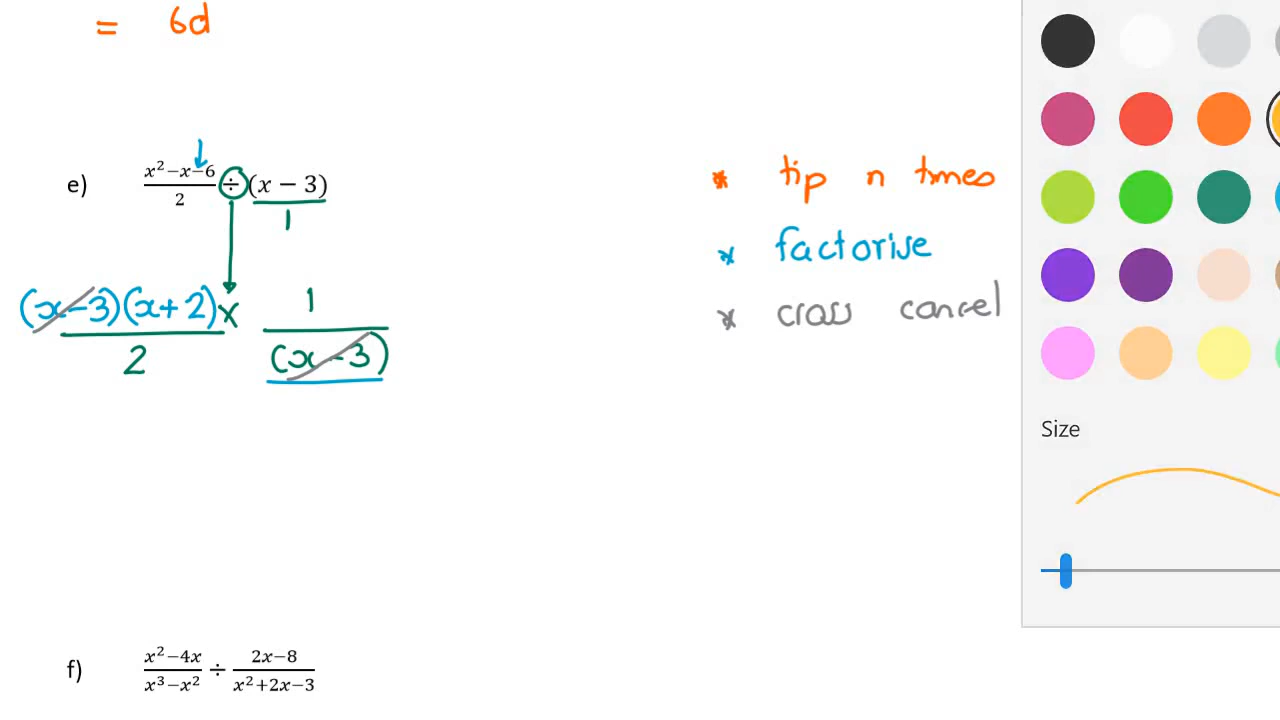 = 6d
e) x²−x−6 / 2 ÷ (x − 3) / 1
* tip n times
* factorise
* cross cancel
(x−3)(x+2) / 2 × 1 / (x−3)
Size
f) x²−4x / x³−x² ÷ 2x−8 / x²+2x−3